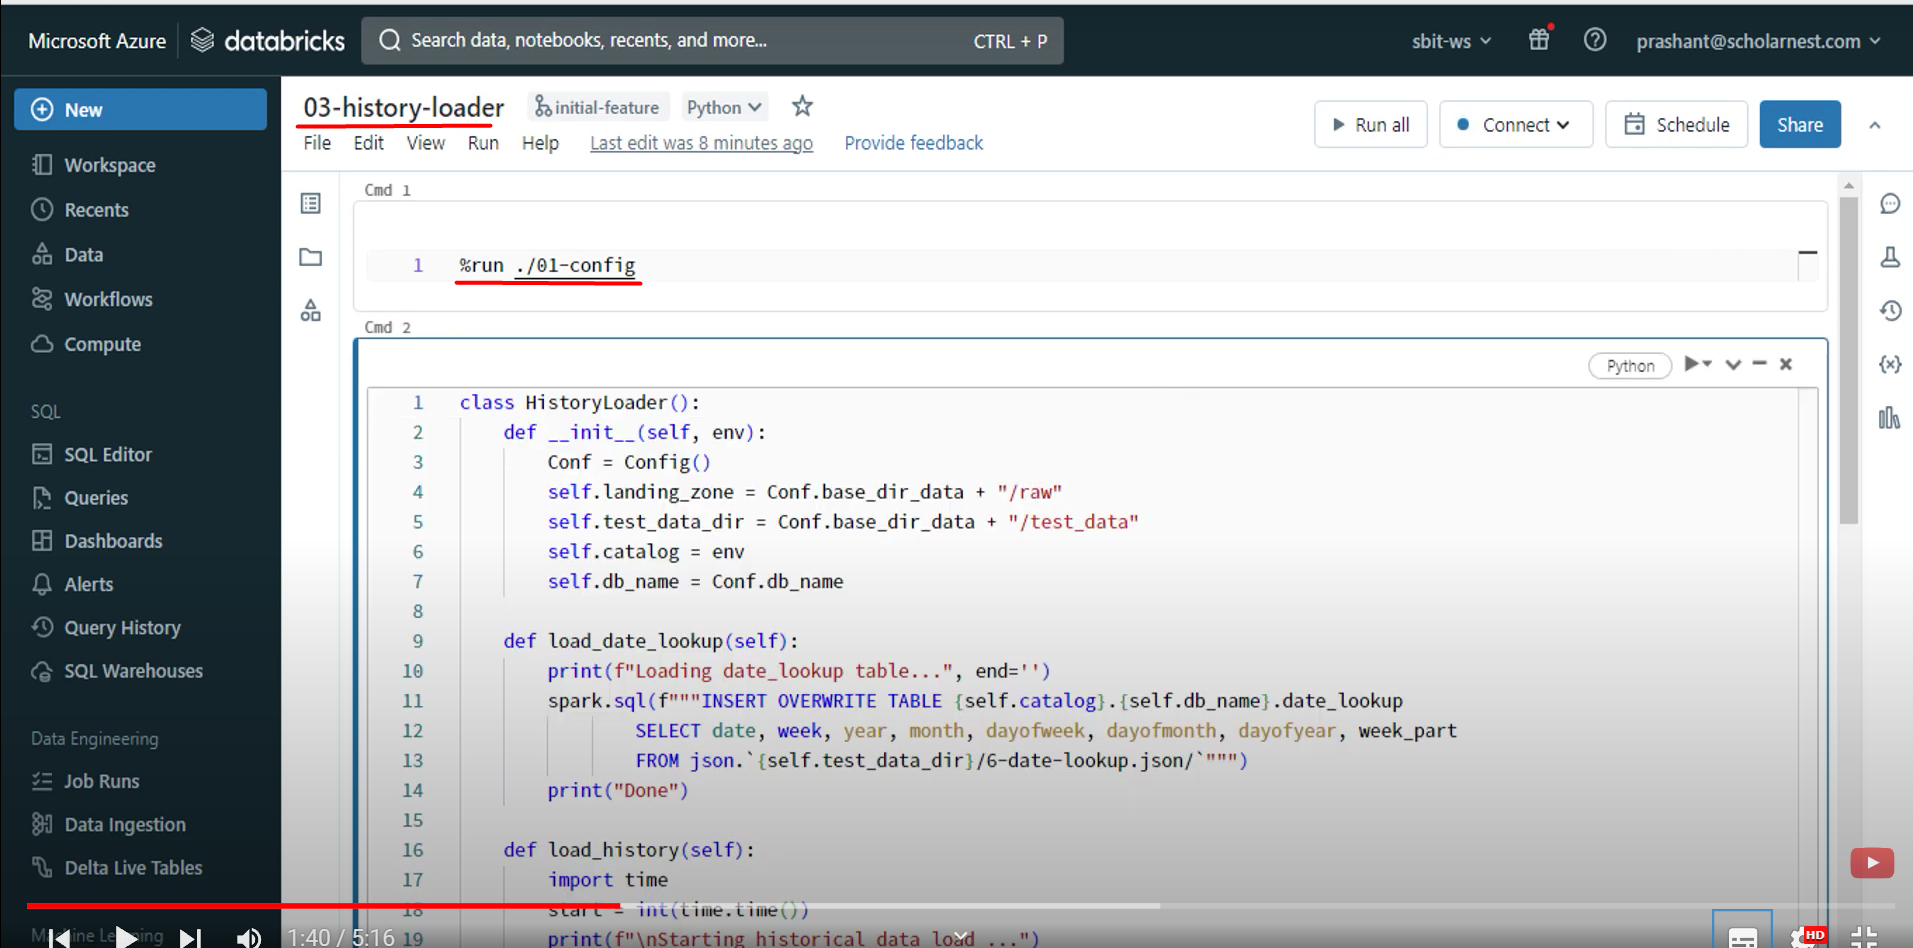 Microsoft Azure databricks Search data, notebooks, recents, and more... CTRL + P sbit-ws prashant@scholarnest.com
New
Workspace
Recents
Data
Workflows
Compute
SQL
SQL Editor
Queries
Dashboards
Alerts
Query History
SQL Warehouses
Data Engineering
Job Runs
Data Ingestion
Delta Live Tables
Machine Learning
03-history-loader initial-feature Python
File Edit View Run Help Last edit was 8 minutes ago Provide feedback
Run all Connect Schedule Share
Cmd 1
1 %run ./01-config
Cmd 2
Python
1 class HistoryLoader():
2 def __init__(self, env):
3 Conf = Config()
4 self.landing_zone = Conf.base_dir_data + "/raw"
5 self.test_data_dir = Conf.base_dir_data + "/test_data"
6 self.catalog = env
7 self.db_name = Conf.db_name
8
9 def load_date_lookup(self):
10 print(f"Loading date_lookup table...", end='')
11 spark.sql(f"""INSERT OVERWRITE TABLE {self.catalog}.{self.db_name}.date_lookup
12 SELECT date, week, year, month, dayofweek, dayofmonth, dayofyear, week_part
13 FROM json.`{self.test_data_dir}/6-date-lookup.json/`""")
14 print("Done")
15
16 def load_history(self):
17 import time
18 start = int(time.time())
19 print(f"\nStarting historical data load ...")
1:40 / 5:16
HD